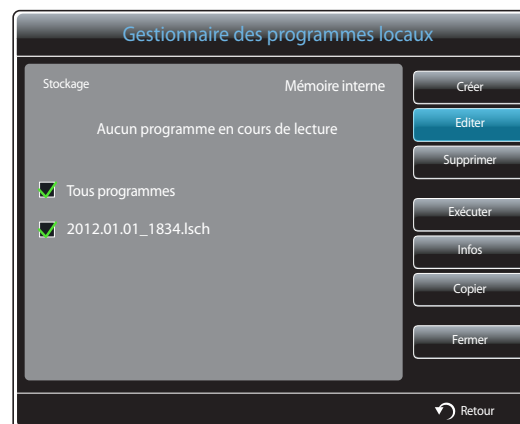 Gestionnaire des programmes locaux
Stockage
Mémoire interne
Aucun programme en cours de lecture
Tous programmes
2012.01.01_1834.lsch
Créer
Editer
Supprimer
Exécuter
Infos
Copier
Fermer
Retour